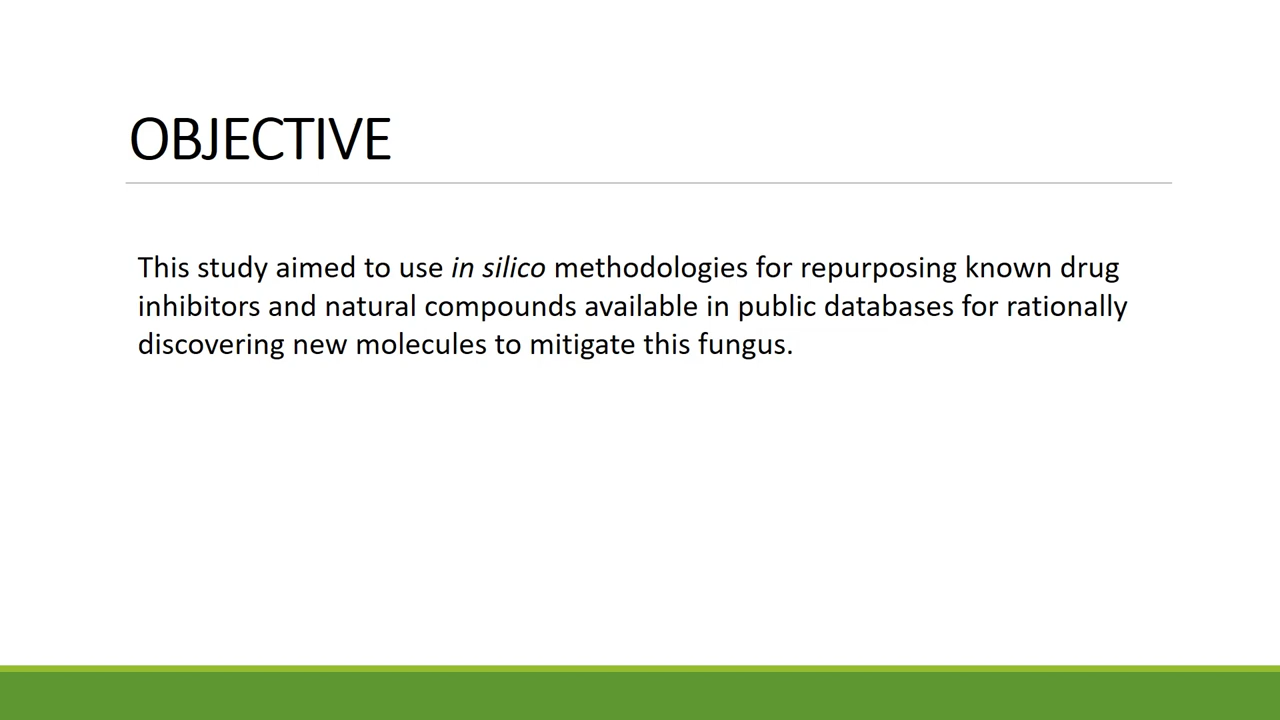 OBJECTIVE
This study aimed to use in silico methodologies for repurposing known drug
inhibitors and natural compounds available in public databases for rationally
discovering new molecules to mitigate this fungus.